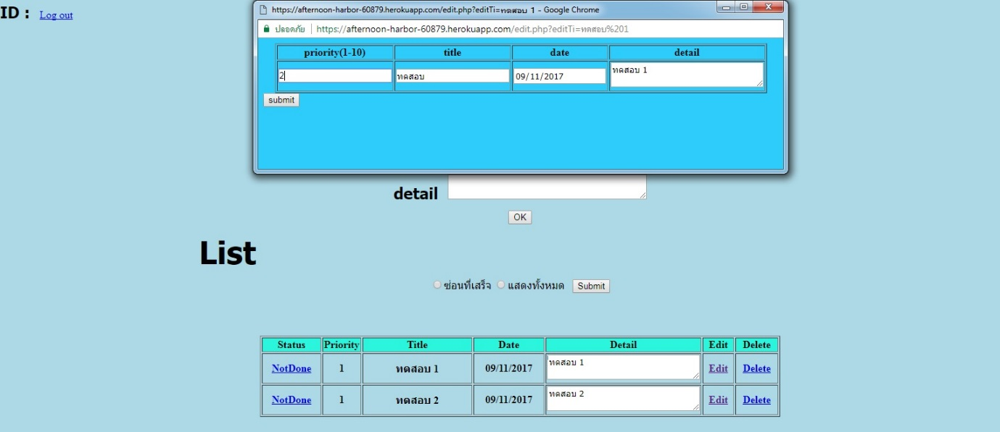 ID : Log out
https://afternoon-harbor-60879.herokuapp.com/edit.php?editTi=ทดสอบ 1 - Google Chrome
ปลอดภัย | https://afternoon-harbor-60879.herokuapp.com/edit.php?editTi=ทดสอบ%201
priority(1-10) title date detail
2 ทดสอบ 09/11/2017 ทดสอบ 1
submit
detail
OK
List
ซ่อนที่เสร็จ แสดงทั้งหมด Submit
Status Priority Title Date Detail Edit Delete
NotDone 1 ทดสอบ 1 09/11/2017 ทดสอบ 1 Edit Delete
NotDone 1 ทดสอบ 2 09/11/2017 ทดสอบ 2 Edit Delete